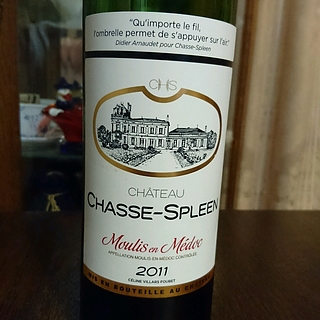 "Qu'importe le fil,
l'ombrelle permet de s'appuyer sur l'air"
Didier Arnaudet pour Chasse-Spleen
CHS
CHÂTEAU
CHASSE-SPLEEN
Moulis en Médoc
APPELLATION MOULIS-EN-MÉDOC CONTRÔLÉE
2011
CÉLINE VILLARS FOUBET
MIS EN BOUTEILLE AU CHÂTEAU